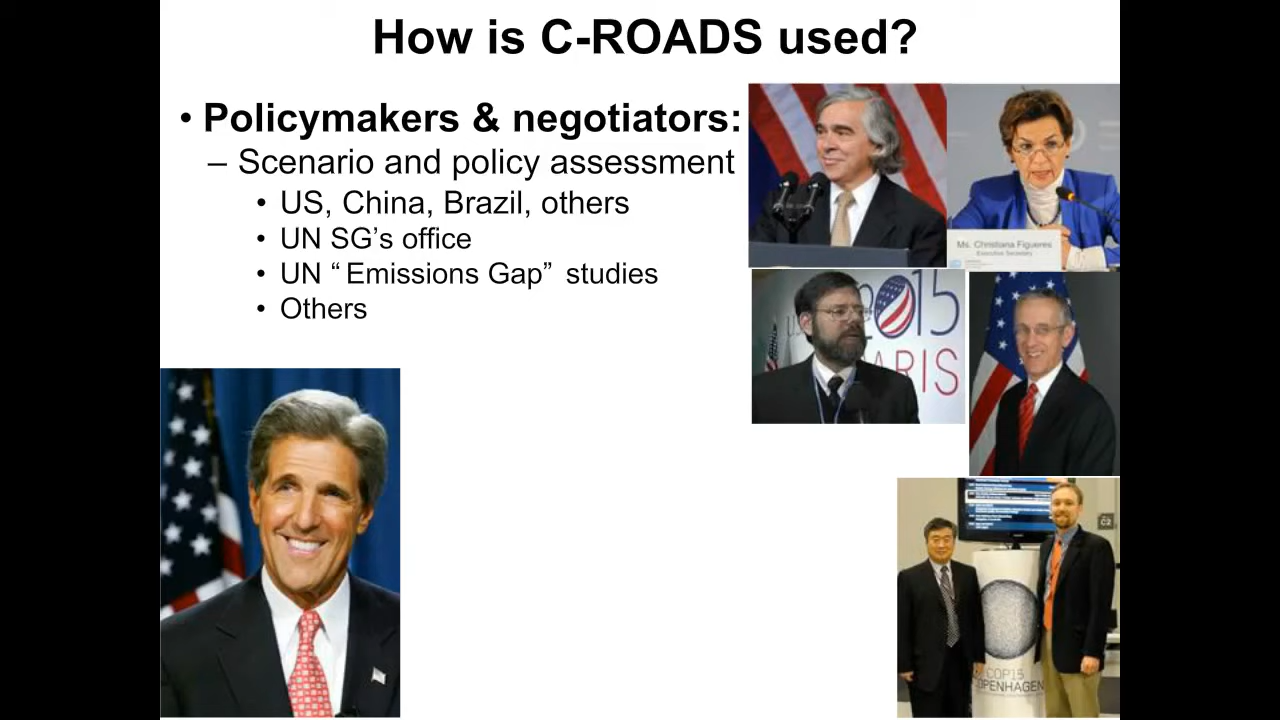 How is C-ROADS used?
• Policymakers & negotiators:
– Scenario and policy assessment
• US, China, Brazil, others
• UN SG’s office
• UN “ Emissions Gap” studies
• Others
Ms. Christiana Figueres
Executive Secretary
2015
PARIS
C2
COP15
COPENHAGEN